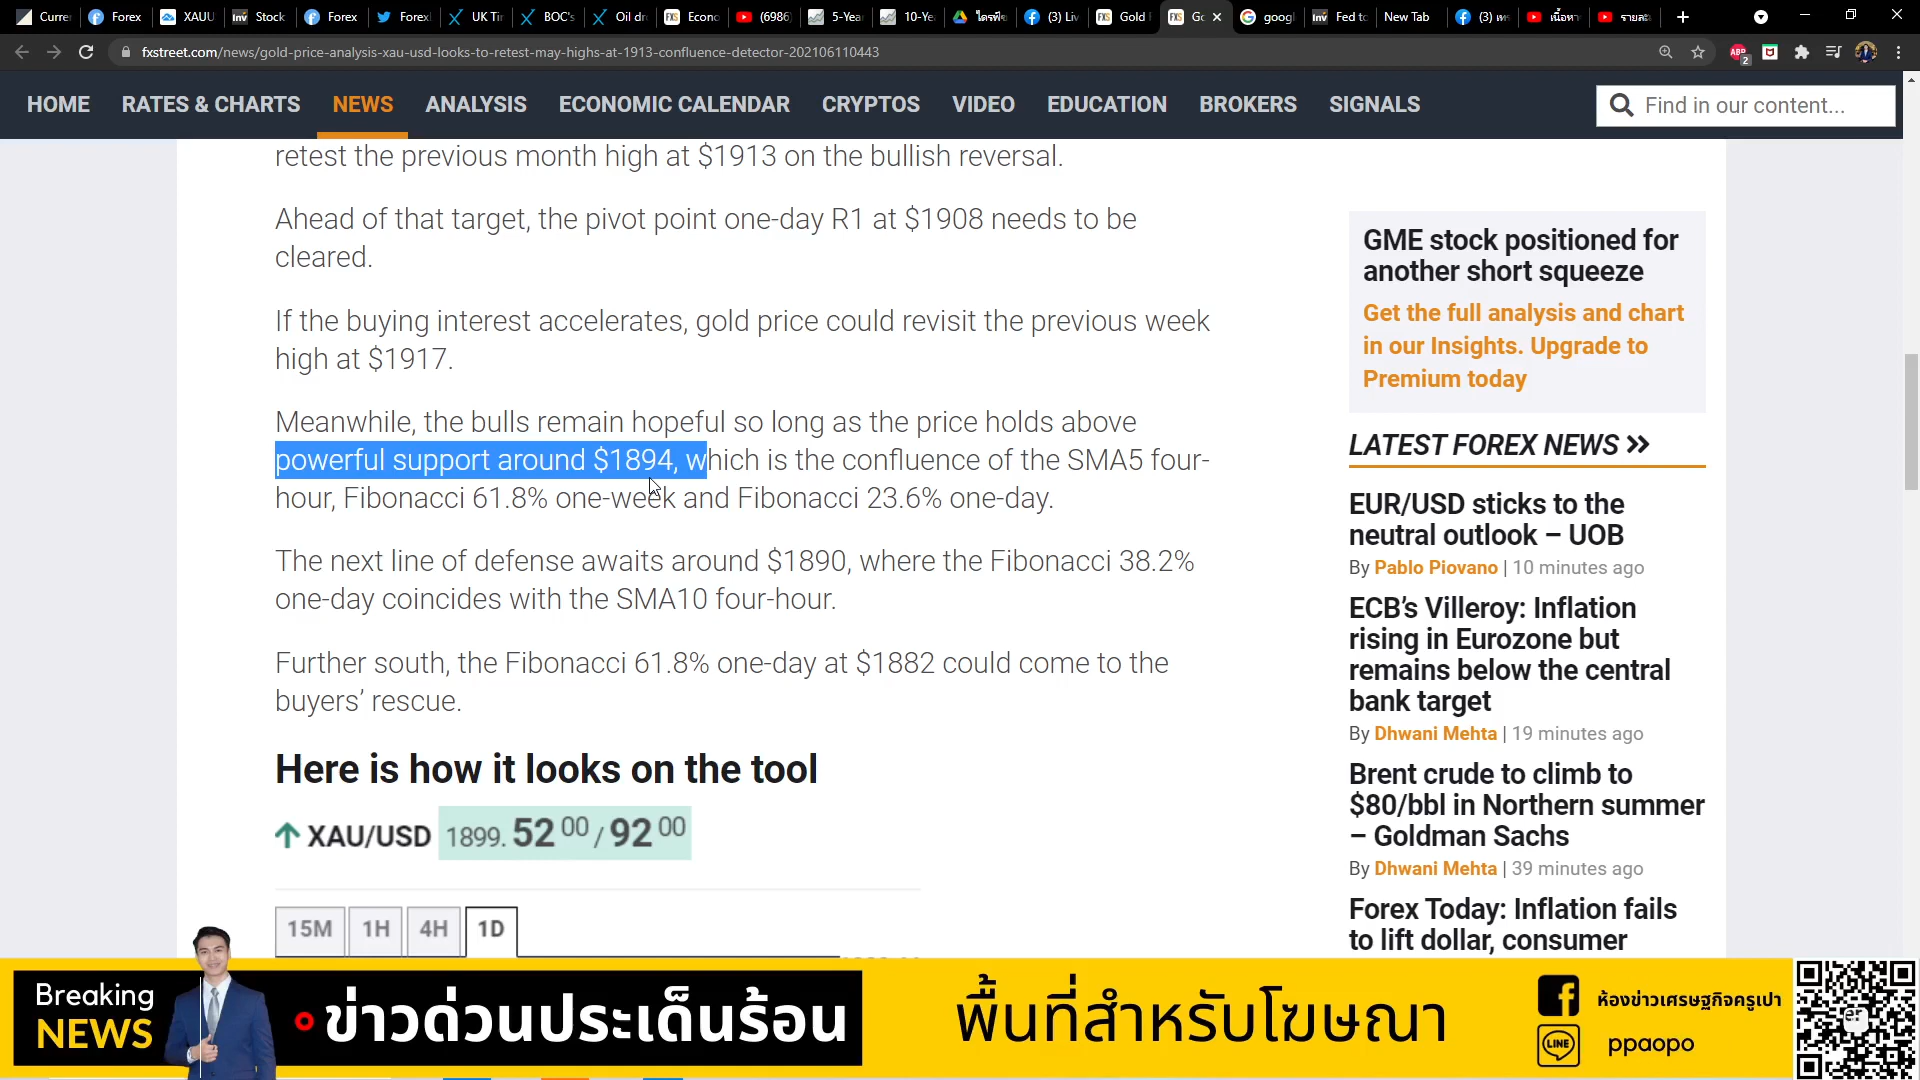 Curre
Forex
XAUU
Stock
Forex
Forex
UK Ti
BOC's
Oil dr
Econo
(6986)
5-Yea
10-Ye
ไดรฟ์ข
(3) Liv
Gold
Go
googl
Fed to
New Tab
(3) เพ
เนื้อหา
รายละ
fxstreet.com/news/gold-price-analysis-xau-usd-looks-to-retest-may-highs-at-1913-confluence-detector-202106110443
HOME RATES & CHARTS NEWS ANALYSIS ECONOMIC CALENDAR CRYPTOS VIDEO EDUCATION BROKERS SIGNALS
Find in our content...
retest the previous month high at $1913 on the bullish reversal.
Ahead of that target, the pivot point one-day R1 at $1908 needs to be
cleared.
If the buying interest accelerates, gold price could revisit the previous week
high at $1917.
Meanwhile, the bulls remain hopeful so long as the price holds above
powerful support around $1894, which is the confluence of the SMA5 four-
hour, Fibonacci 61.8% one-week and Fibonacci 23.6% one-day.
The next line of defense awaits around $1890, where the Fibonacci 38.2%
one-day coincides with the SMA10 four-hour.
Further south, the Fibonacci 61.8% one-day at $1882 could come to the
buyers’ rescue.
Here is how it looks on the tool
XAU/USD 1899. 52 00 / 92 00
15M 1H 4H 1D
GME stock positioned for
another short squeeze
Get the full analysis and chart
in our Insights. Upgrade to
Premium today
LATEST FOREX NEWS
EUR/USD sticks to the
neutral outlook – UOB
By Pablo Piovano | 10 minutes ago
ECB’s Villeroy: Inflation
rising in Eurozone but
remains below the central
bank target
By Dhwani Mehta | 19 minutes ago
Brent crude to climb to
$80/bbl in Northern summer
– Goldman Sachs
By Dhwani Mehta | 39 minutes ago
Forex Today: Inflation fails
to lift dollar, consumer
Breaking
NEWS
ข่าวด่วนประเด็นร้อน
พื้นที่สำหรับโฆษณา
ห้องข่าวเศรษฐกิจครูเปา
LINE
ppaopo